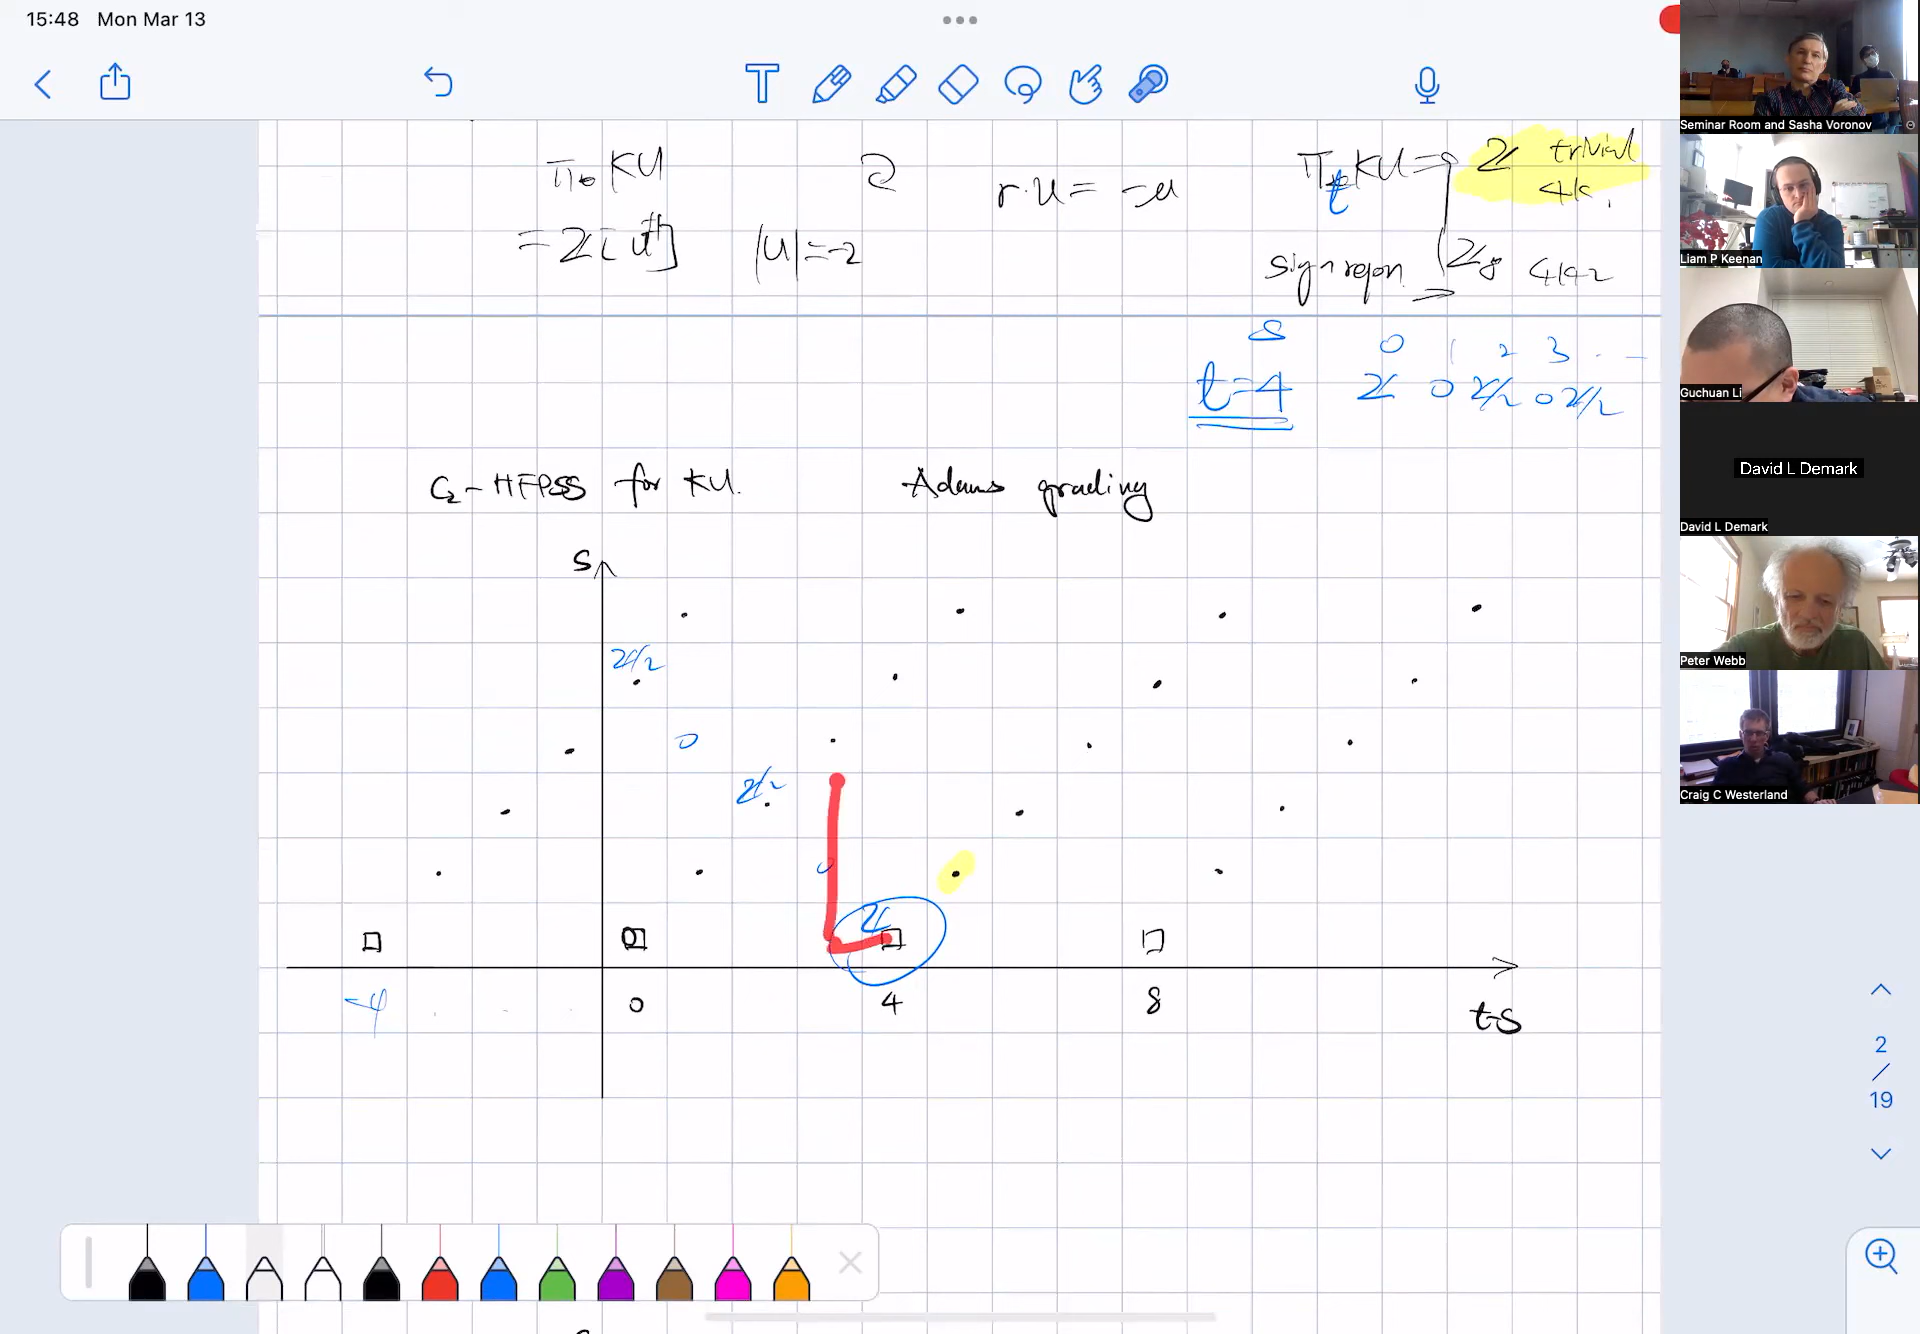 15:48 Mon Mar 13
π₀ KU
= Z[u^±]
r·u = -u
|u| = -2
π_t KU = Z trivial
4k
sign repn. Z_δ 4k+2
s 0 1 2 3 ...
t=4 Z 0 Z/2 0 Z/2
C₂-HFPSS for KU.
Adams grading
s
Z/2
0
Z/2
0
Z
-4
0
4
8
t-s
Seminar Room and Sasha Voronov
Liam P Keenan
Guchuan Li
David L Demark
David L Demark
Peter Webb
Craig C Westerland
2
/
19